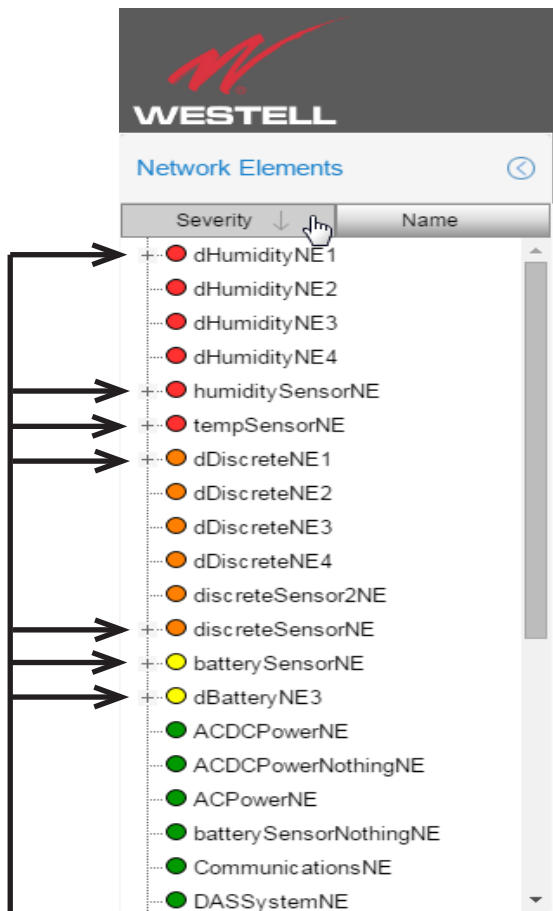 WESTELL
Network Elements
Severity Name
dHumidityNE1
dHumidityNE2
dHumidityNE3
dHumidityNE4
humiditySensorNE
tempSensorNE
dDiscreteNE1
dDiscreteNE2
dDiscreteNE3
dDiscreteNE4
discreteSensor2NE
discreteSensorNE
batterySensorNE
dBatteryNE3
ACDCPowerNE
ACDCPowerNothingNE
ACPowerNE
batterySensorNothingNE
CommunicationsNE
DASSystemNE